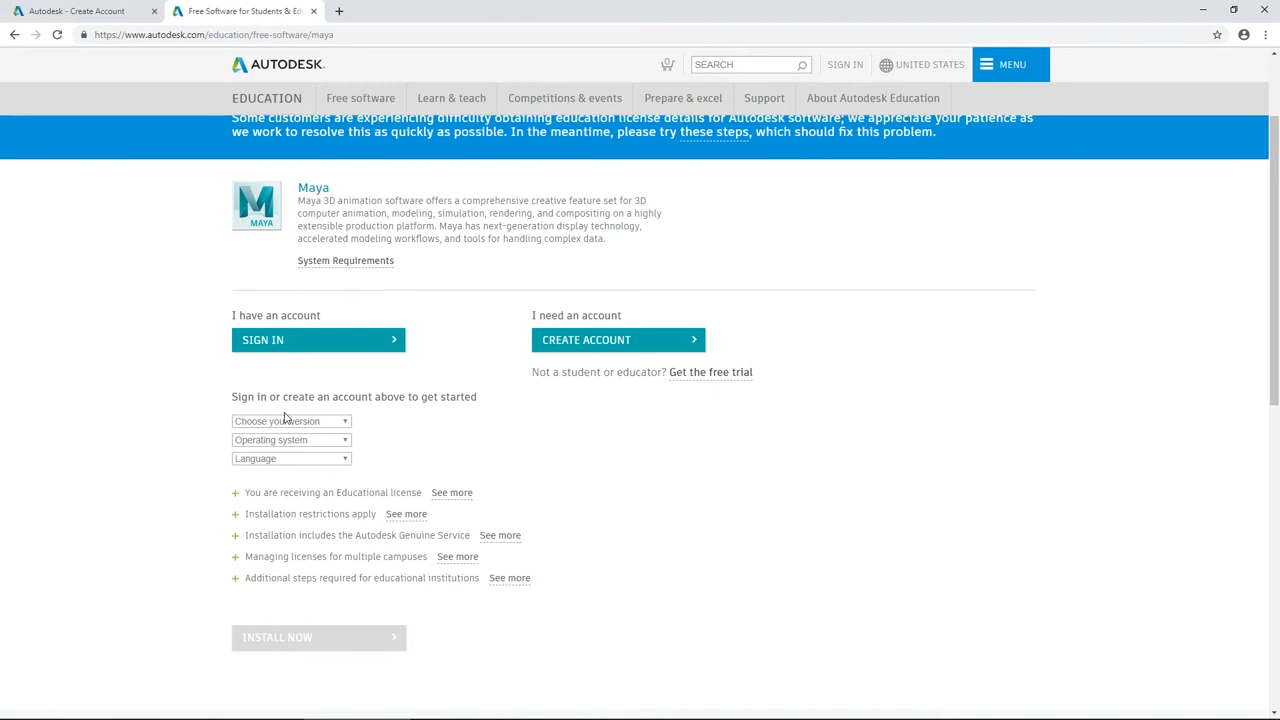 Autodesk - Create Account
Free Software for Students & Ed
https://www.autodesk.com/education/free-software/maya
AUTODESK
0
SEARCH
SIGN IN
UNITED STATES
MENU
EDUCATION
Free software
Learn & teach
Competitions & events
Prepare & excel
Support
About Autodesk Education
Some customers are experiencing difficulty obtaining education license details for Autodesk software; we appreciate your patience as
we work to resolve this as quickly as possible. In the meantime, please try these steps, which should fix this problem.
MAYA
Maya
Maya 3D animation software offers a comprehensive creative feature set for 3D
computer animation, modeling, simulation, rendering, and compositing on a highly
extensible production platform. Maya has next-generation display technology,
accelerated modeling workflows, and tools for handling complex data.
System Requirements
I have an account
SIGN IN
I need an account
CREATE ACCOUNT
Not a student or educator? Get the free trial
Sign in or create an account above to get started
Choose your version
Operating system
Language
+ You are receiving an Educational license See more
+ Installation restrictions apply See more
+ Installation includes the Autodesk Genuine Service See more
+ Managing licenses for multiple campuses See more
+ Additional steps required for educational institutions See more
INSTALL NOW